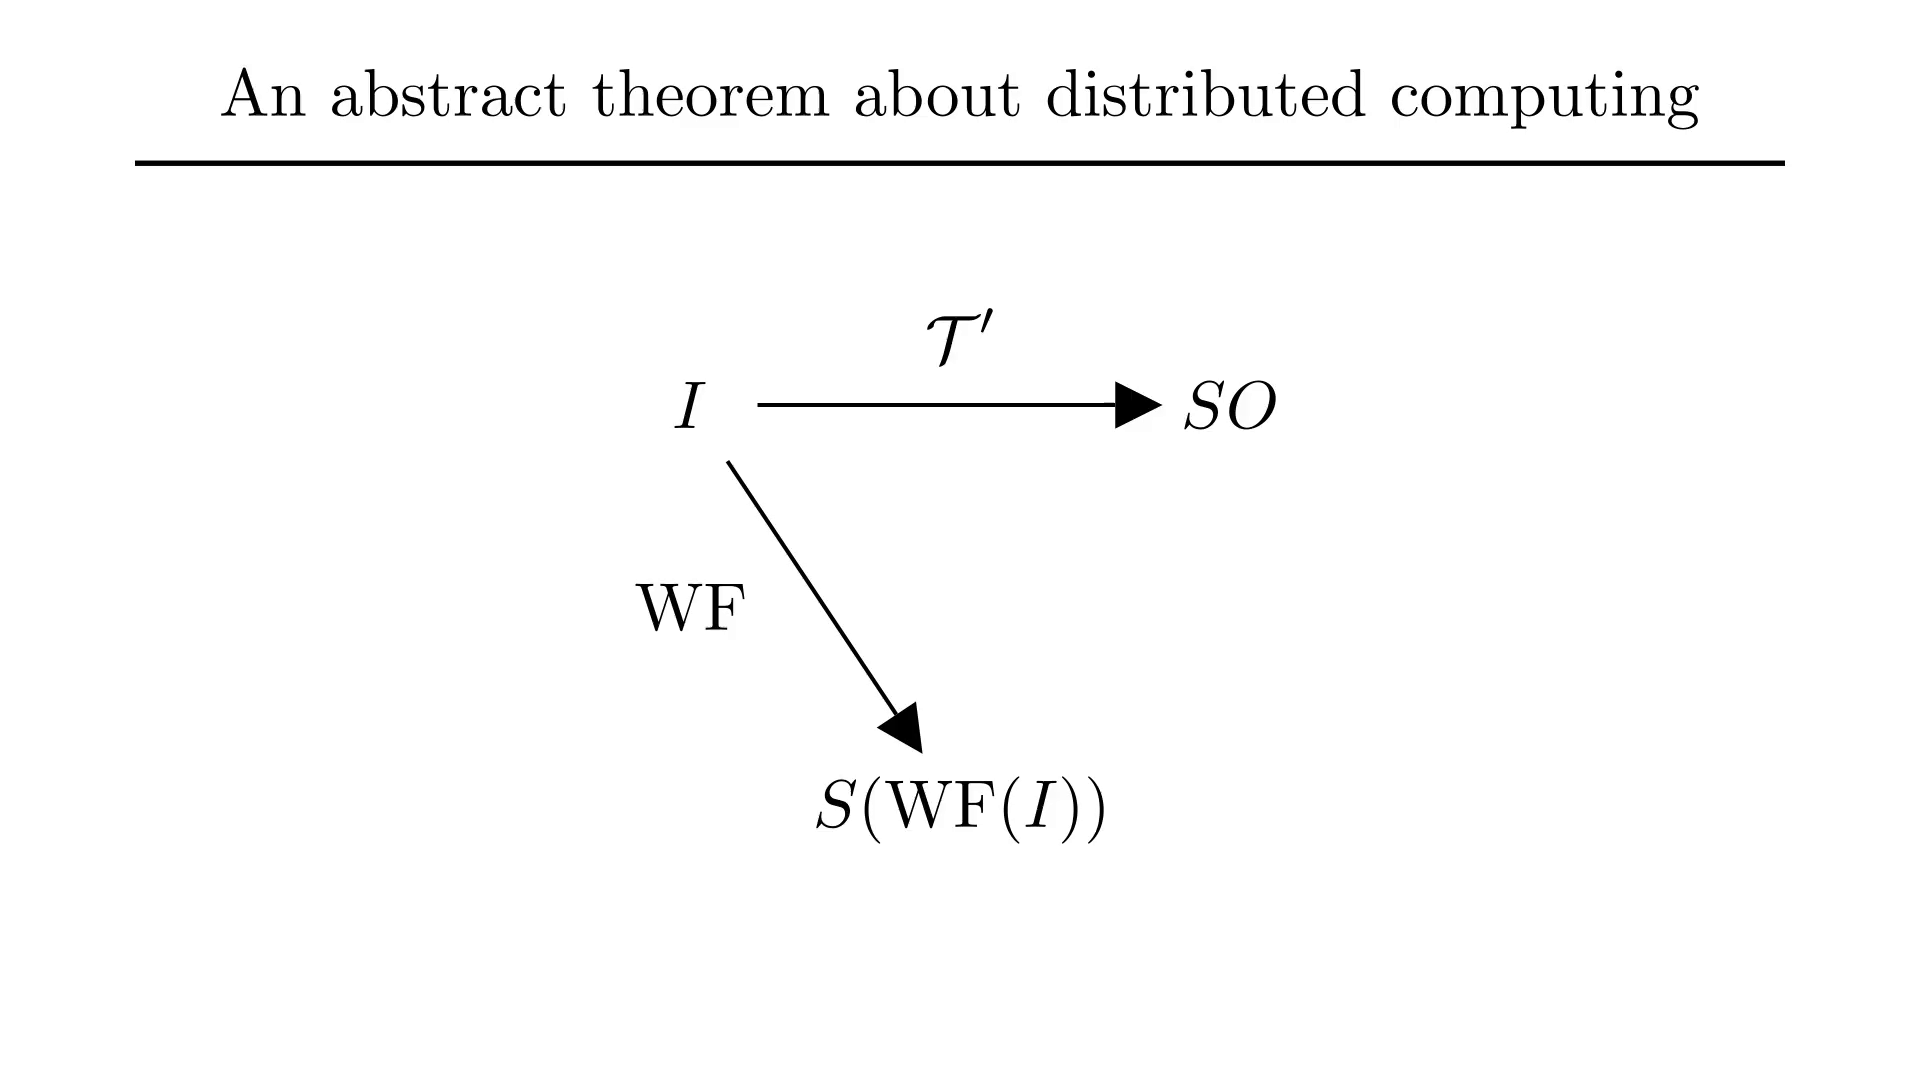 An abstract theorem about distributed computing
𝒯′
I SO
WF
S(WF(I))